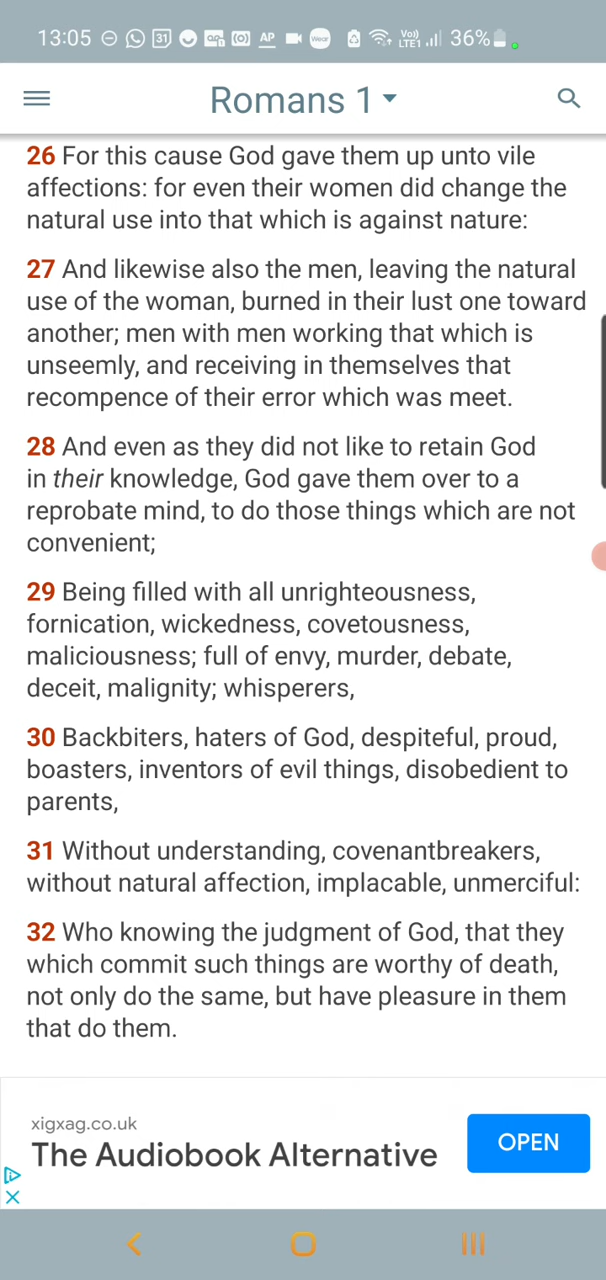 13:05
31
AP
Wear
Vo))
LTE1
36%
Romans 1
26 For this cause God gave them up unto vile
affections: for even their women did change the
natural use into that which is against nature:
27 And likewise also the men, leaving the natural
use of the woman, burned in their lust one toward
another; men with men working that which is
unseemly, and receiving in themselves that
recompence of their error which was meet.
28 And even as they did not like to retain God
in their knowledge, God gave them over to a
reprobate mind, to do those things which are not
convenient;
29 Being filled with all unrighteousness,
fornication, wickedness, covetousness,
maliciousness; full of envy, murder, debate,
deceit, malignity; whisperers,
30 Backbiters, haters of God, despiteful, proud,
boasters, inventors of evil things, disobedient to
parents,
31 Without understanding, covenantbreakers,
without natural affection, implacable, unmerciful:
32 Who knowing the judgment of God, that they
which commit such things are worthy of death,
not only do the same, but have pleasure in them
that do them.
xigxag.co.uk
The Audiobook Alternative
OPEN